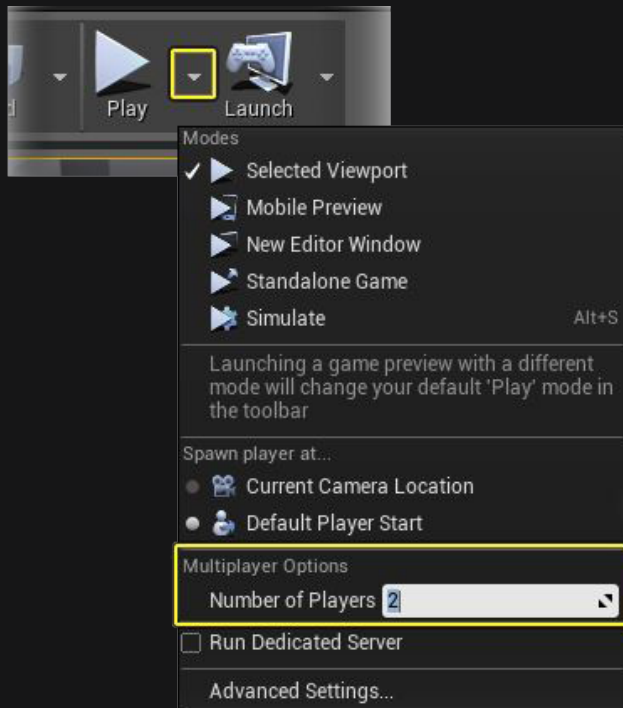 Play
Launch
Modes
Selected Viewport
Mobile Preview
New Editor Window
Standalone Game
Simulate Alt+S
Launching a game preview with a different
mode will change your default 'Play' mode in
the toolbar
Spawn player at...
Current Camera Location
Default Player Start
Multiplayer Options
Number of Players 2
Run Dedicated Server
Advanced Settings...